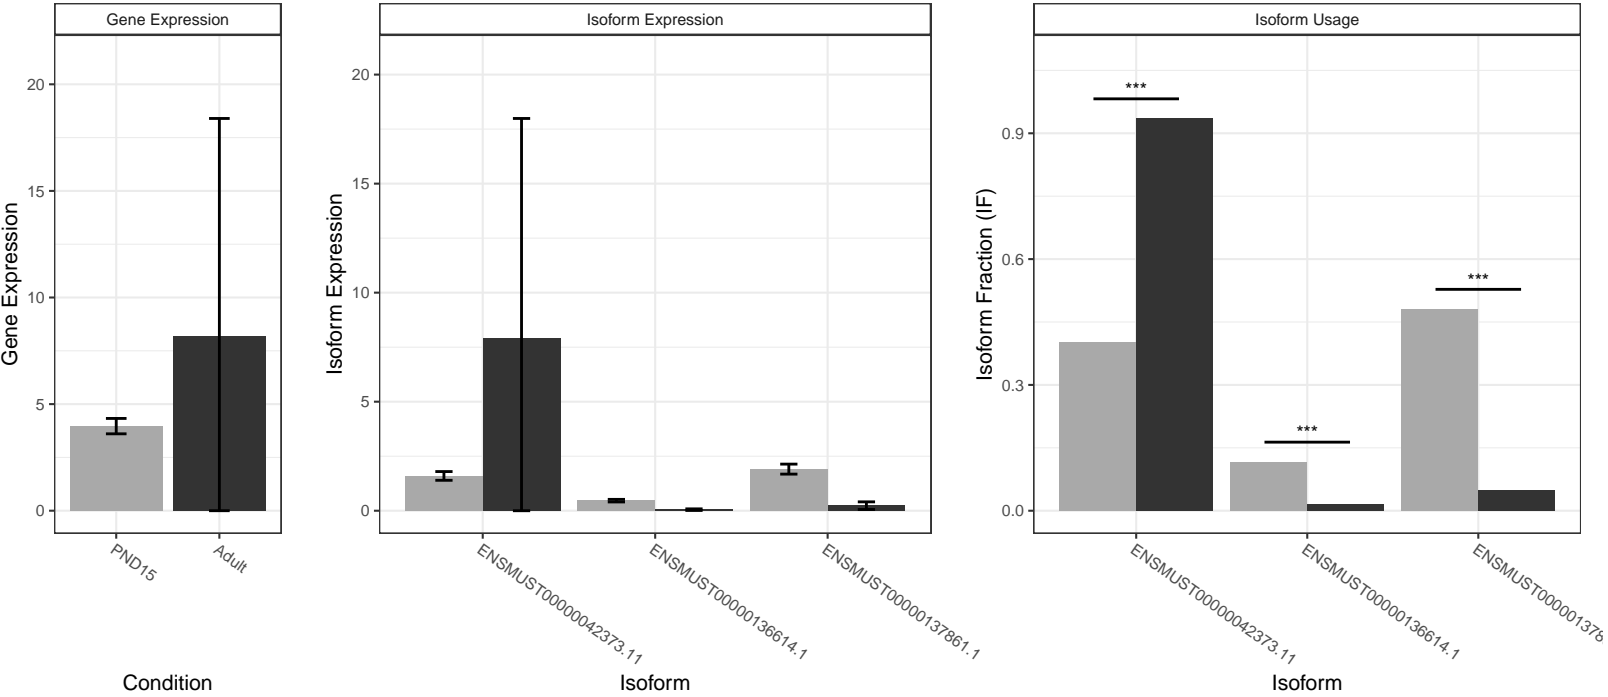 Gene Expression
Gene Expression
20
15
10
5
0
PND15
Adult
Condition
Isoform Expression
Isoform Expression
20
15
10
5
0
ENSMUST00000042373.11
ENSMUST00000136614.1
ENSMUST00000137861.1
Isoform
Isoform Usage
Isoform Fraction (IF)
0.9
0.6
0.3
0.0
***
***
***
ENSMUST00000042373.11
ENSMUST00000136614.1
ENSMUST00000137
Isoform